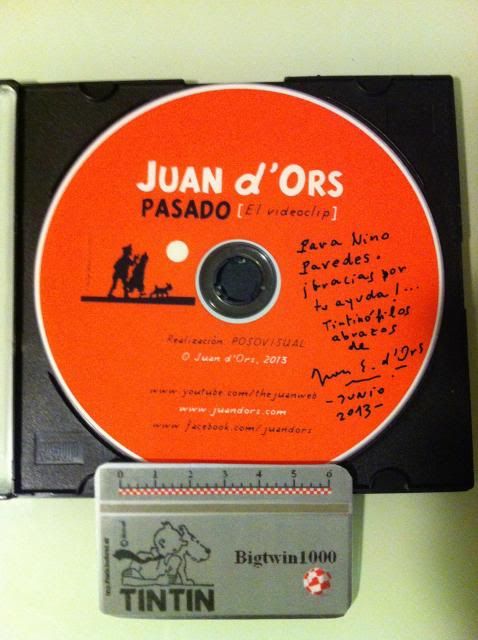 JUAN d'ORS
PASADO [El videoclip]
Para Nino
Paredes.
¡Gracias por
tu ayuda!...
Tintinófilos
abrazos
de
Juan E. d'Ors
-JUNIO
2013-
Realización: POSOVISUAL
© Juan d'Ors, 2013
www.youtube.com/thejuanweb
www.juandors.com
www.facebook.com/juandors
0 1 2 3 4 5 6
Bigtwin1000
TINTIN